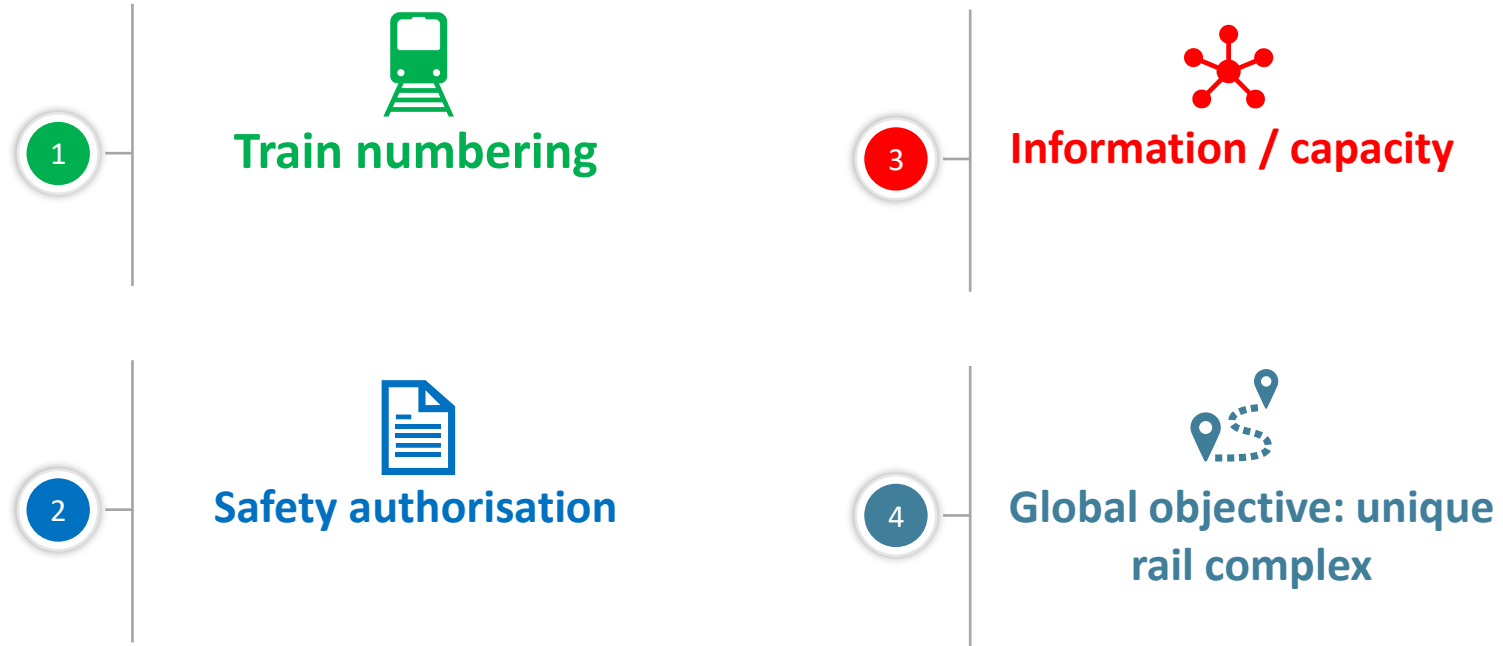 1
Train numbering
2
Safety authorisation
3
Information / capacity
4
Global objective: unique
rail complex